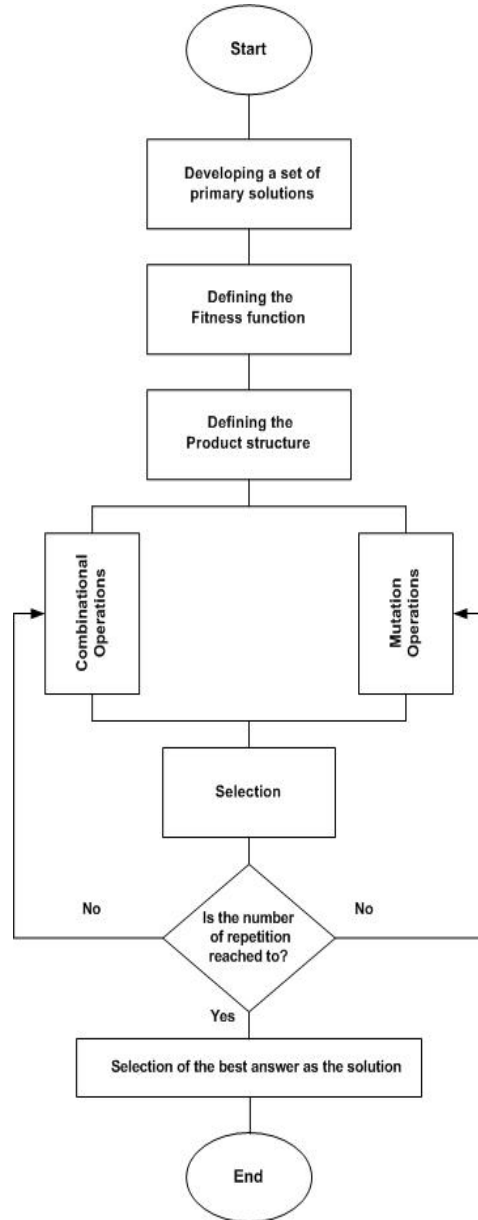 Start
Developing a set of
primary solutions
Defining the
Fitness function
Defining the
Product structure
Combinational
Operations
Mutation
Operations
Selection
No
Is the number
of repetition
reached to?
No
Yes
Selection of the best answer as the solution
End